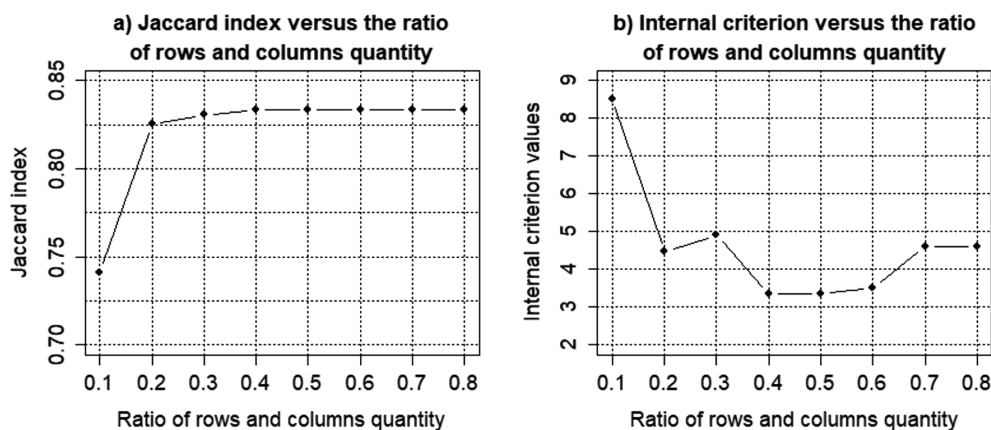 a) Jaccard index versus the ratio
of rows and columns quantity
0.85
0.80
0.75
0.70
Jaccard index
0.1 0.2 0.3 0.4 0.5 0.6 0.7 0.8
Ratio of rows and columns quantity
b) Internal criterion versus the ratio
of rows and columns quantity
9
8
7
6
5
4
3
2
Internal criterion values
0.1 0.2 0.3 0.4 0.5 0.6 0.7 0.8
Ratio of rows and columns quantity